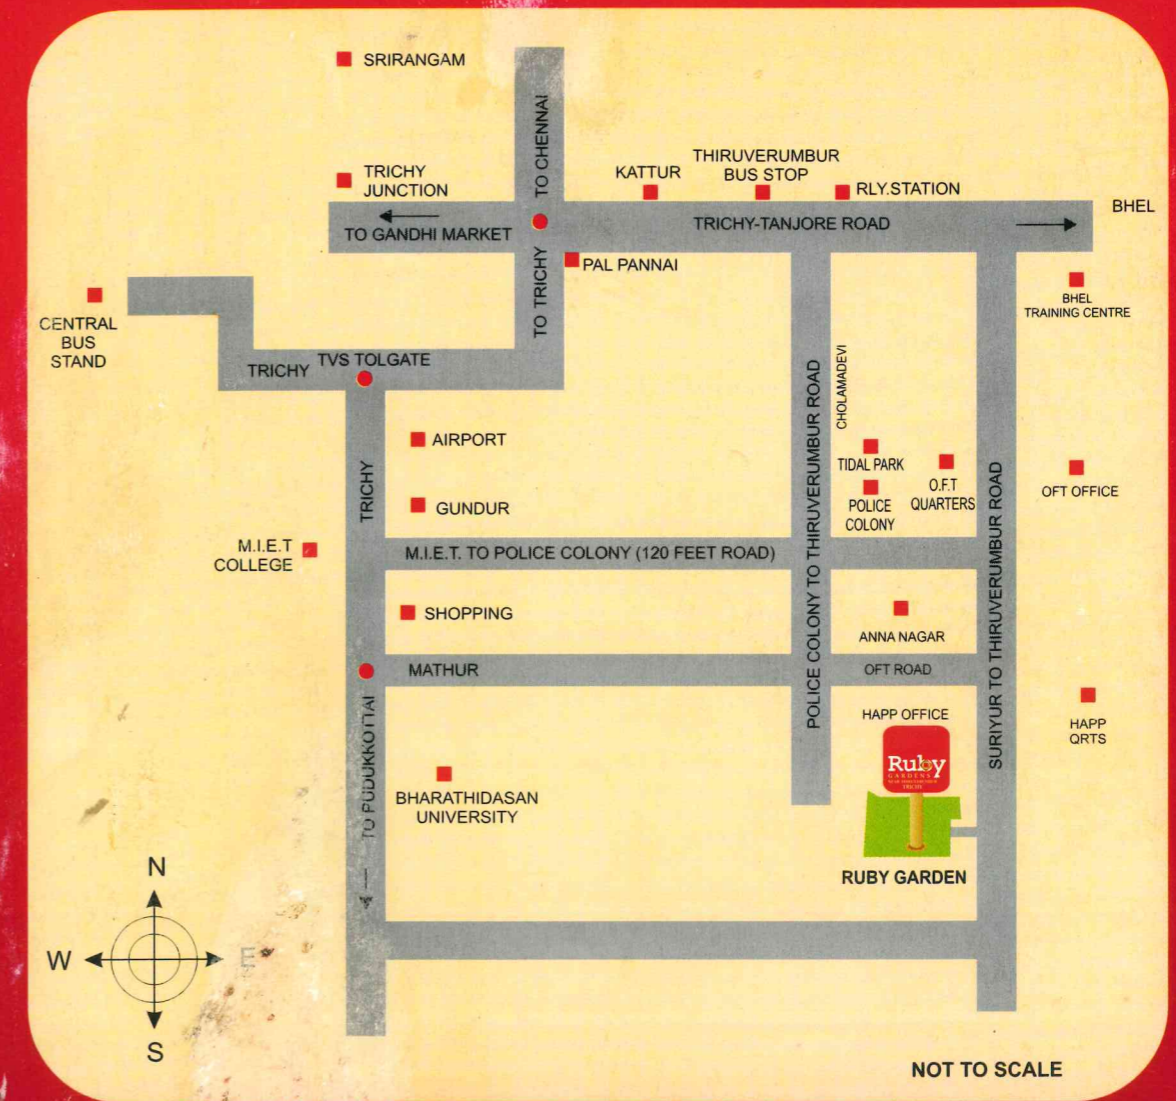 SRIRANGAM
TO CHENNAI
TRICHY
JUNCTION
KATTUR
THIRUVERUMBUR
BUS STOP
RLY.STATION
BHEL
TO GANDHI MARKET
TRICHY-TANJORE ROAD
PAL PANNAI
TO TRICHY
BHEL
TRAINING CENTRE
CENTRAL
BUS
STAND
TRICHY
TVS TOLGATE
CHOLAMADEVI
AIRPORT
TIDAL PARK
O.F.T
QUARTERS
OFT OFFICE
TRICHY
GUNDUR
POLICE
COLONY
M.I.E.T
COLLEGE
M.I.E.T. TO POLICE COLONY (120 FEET ROAD)
POLICE COLONY TO THIRUVERUMBUR ROAD
SURIYUR TO THIRUVERUMBUR ROAD
SHOPPING
ANNA NAGAR
MATHUR
OFT ROAD
HAPP OFFICE
HAPP
QRTS
TO PUDUKKOTTAI
Ruby
GARDENS
TRICHY
BHARATHIDASAN
UNIVERSITY
RUBY GARDEN
N
W
E
S
NOT TO SCALE